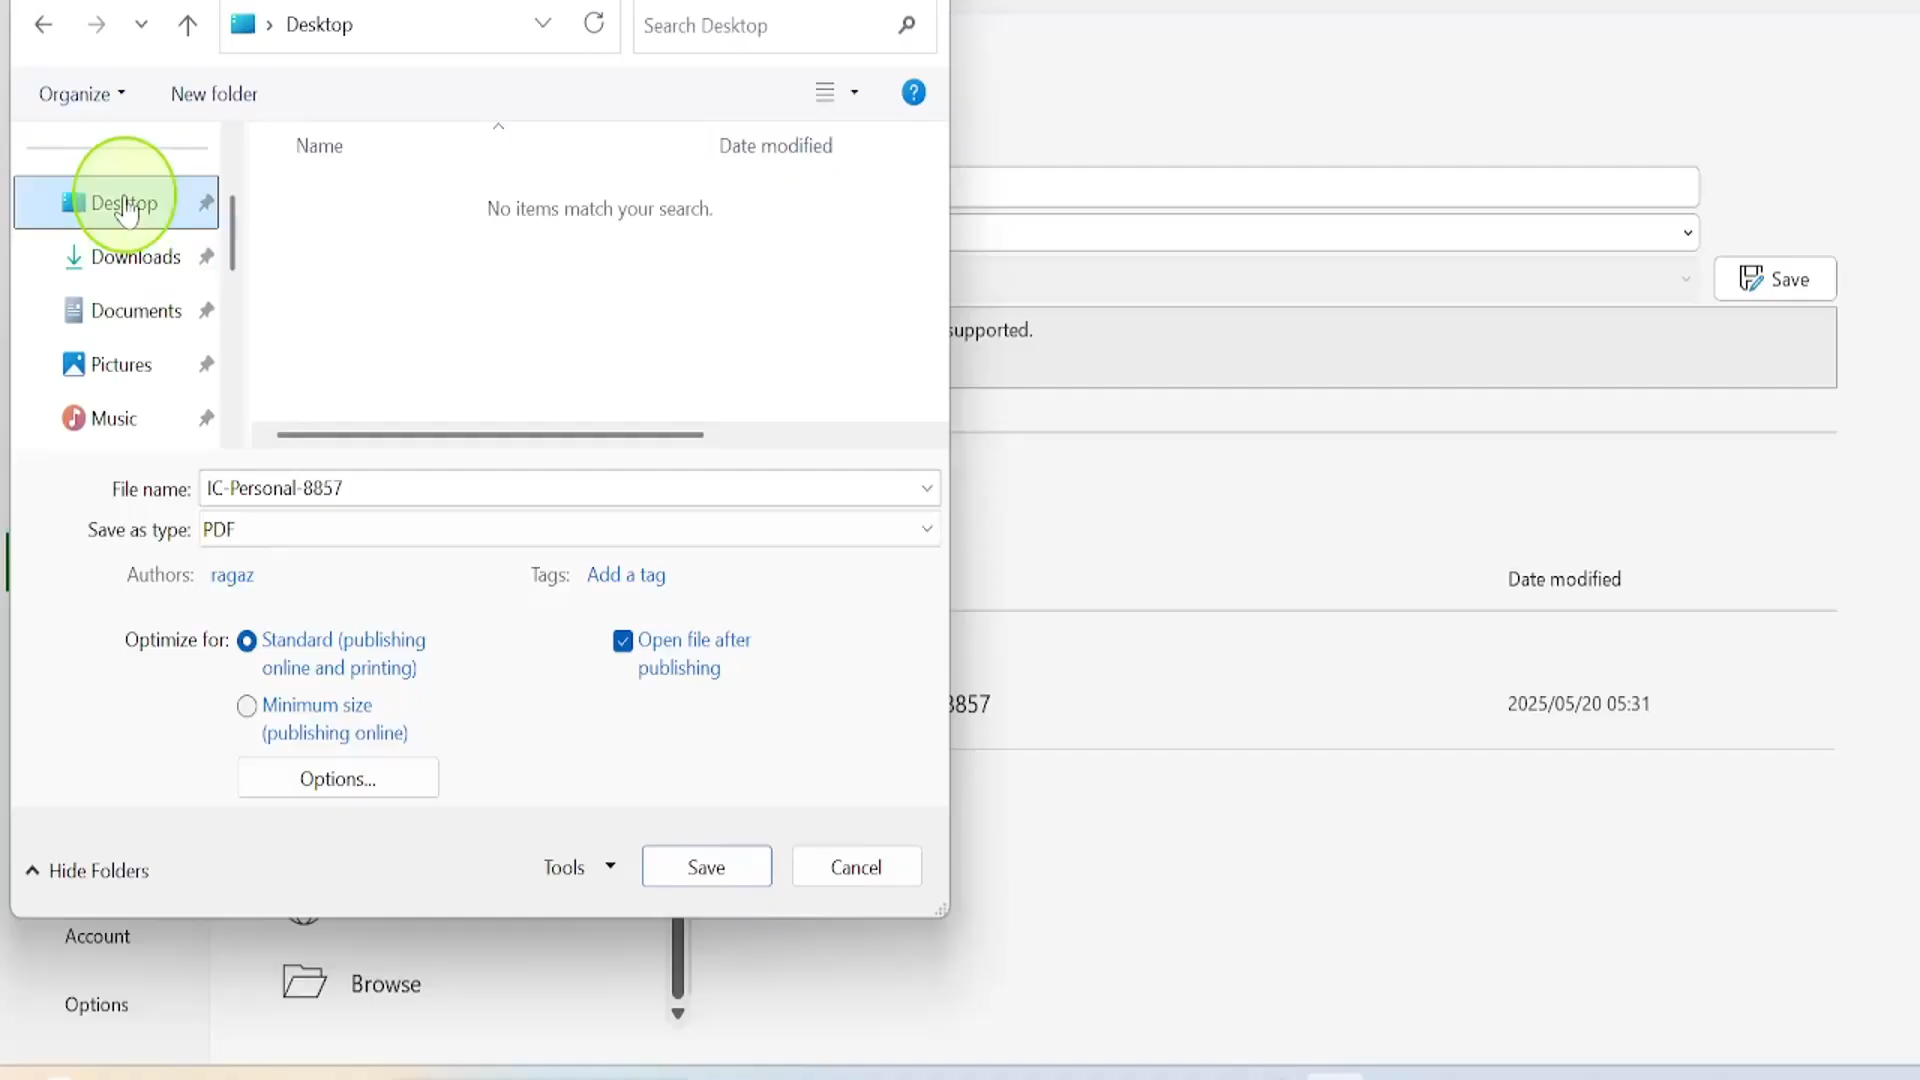 Desktop
Search Desktop
Organize
New folder
?
Name
Date modified
Desktop
No items match your search.
Downloads
Documents
Pictures
Music
File name: IC-Personal-8857
Save as type: PDF
Authors: ragaz
Tags: Add a tag
Optimize for: Standard (publishing
online and printing)
Minimum size
(publishing online)
Open file after
publishing
Options...
Hide Folders
Tools
Save
Cancel
Save
supported.
Date modified
8857
2025/05/20 05:31
Account
Browse
Options